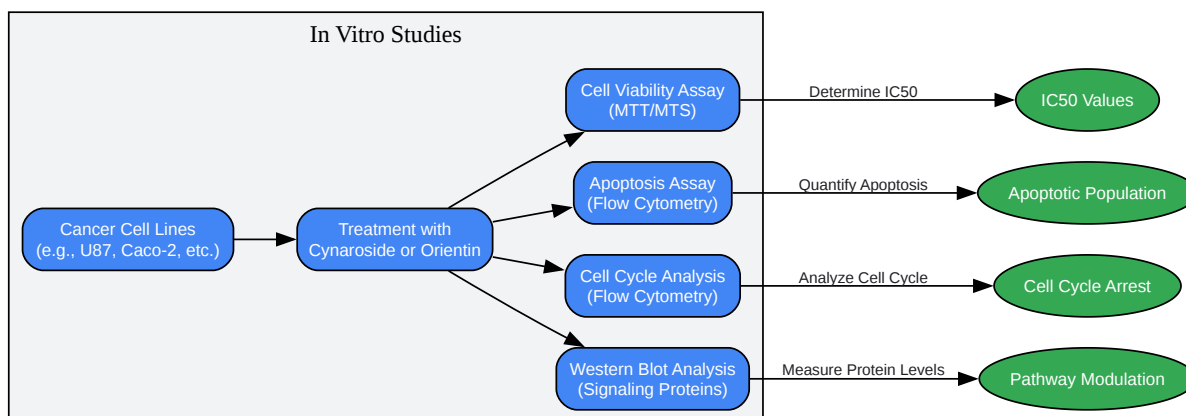 In Vitro Studies
Cell Viability Assay
(MTT/MTS)
Determine IC50
IC50 Values
Apoptosis Assay
(Flow Cytometry)
Quantify Apoptosis
Apoptotic Population
Cancer Cell Lines
(e.g., U87, Caco-2, etc.)
Treatment with
Cynaroside or Orientin
Cell Cycle Analysis
(Flow Cytometry)
Analyze Cell Cycle
Cell Cycle Arrest
Western Blot Analysis
(Signaling Proteins)
Measure Protein Levels
Pathway Modulation